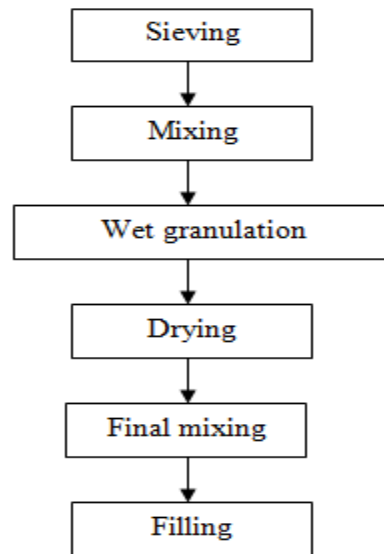 Sieving
Mixing
Wet granulation
Drying
Final mixing
Filling